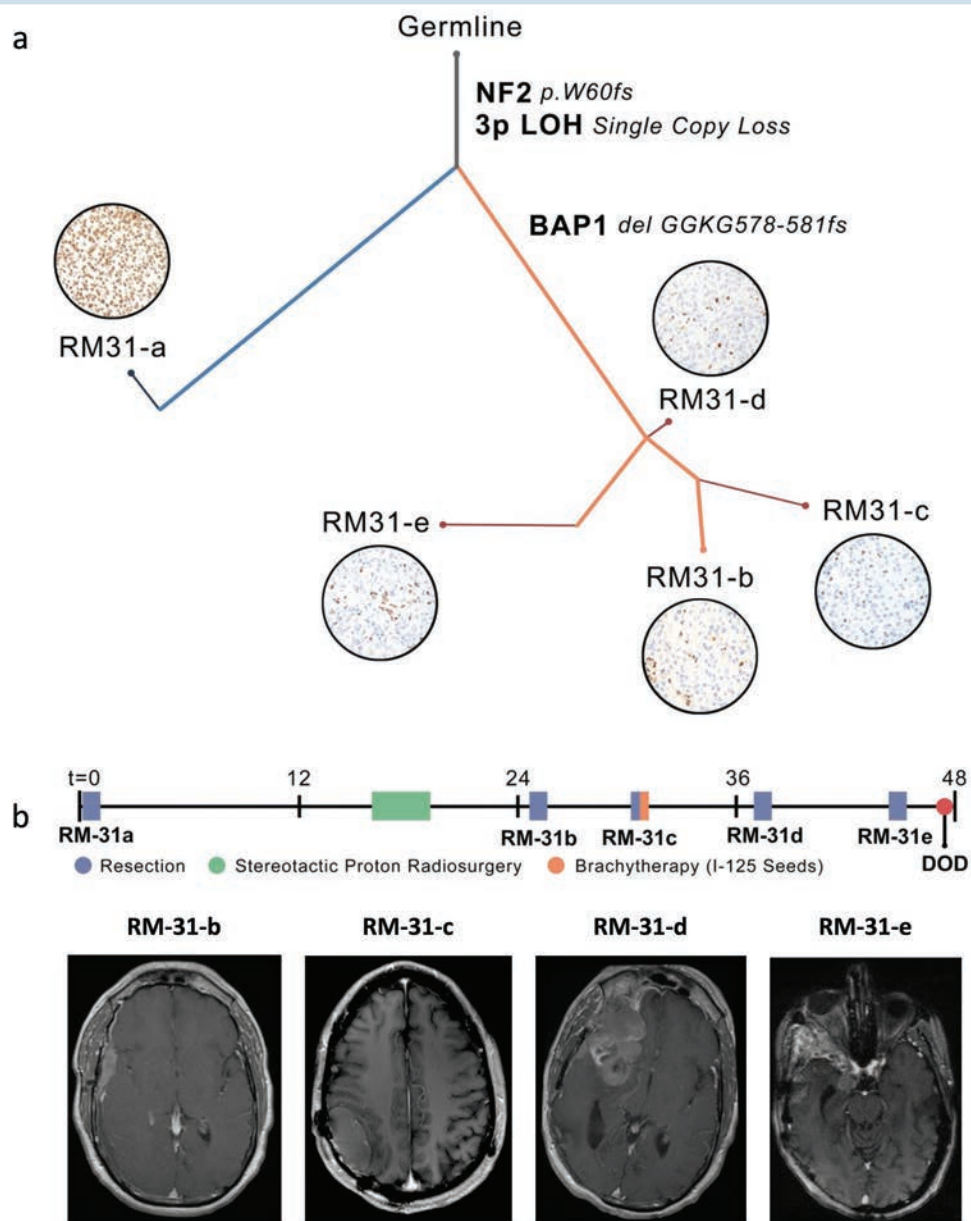 a
Germline
NF2 p.W60fs
3p LOH Single Copy Loss
BAP1 del GGKG578-581fs
RM31-a
RM31-d
RM31-e
RM31-c
RM31-b
b
t=0 12 24 36 48
RM-31a RM-31b RM-31c RM-31d RM-31e
Resection Stereotactic Proton Radiosurgery Brachytherapy (I-125 Seeds) DOD
RM-31-b RM-31-c RM-31-d RM-31-e